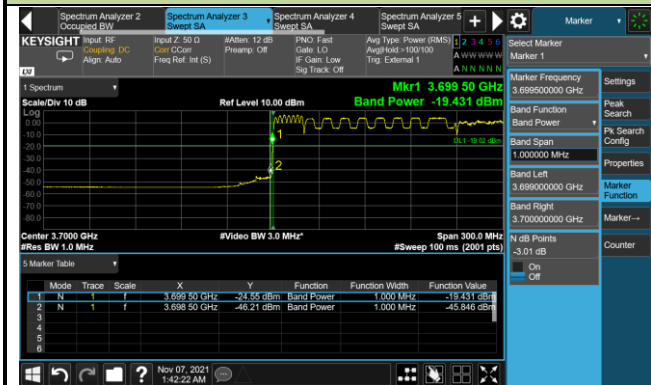 Spectrum Analyzer 2
Occupied BW
Spectrum Analyzer 3
Swept SA
Spectrum Analyzer 4
Swept SA
Spectrum Analyzer 5
Swept SA
+
Marker
KEYSIGHT
LXI
Input: RF
Coupling: DC
Align: Auto
Input Z: 50 Ω
Corr CCorr
Freq Ref: Int (S)
#Atten: 12 dB
Preamp: Off
PNO: Fast
Gate: LO
IF Gain: Low
Sig Track: Off
Avg Type: Power (RMS)
Avg|Hold:>100/100
Trig: External 1
1 2 3 4 5 6
A W W W W W
A N N N N N
Select Marker
Marker 1
1 Spectrum
Scale/Div 10 dB
Ref Level 10.00 dBm
Mkr1 3.699 50 GHz
Band Power -19.431 dBm
Log
0.00
-10.0
-20.0
-30.0
-40.0
-50.0
-60.0
-70.0
-80.0
1
2
DL1 -19.02 dBm
Center 3.7000 GHz
#Res BW 1.0 MHz
#Video BW 3.0 MHz*
Span 300.0 MHz
#Sweep 100 ms (2001 pts)
5 Marker Table
Mode Trace Scale X Y Function Function Width Function Value
1 N 1 f 3.699 50 GHz -24.55 dBm Band Power 1.000 MHz -19.431 dBm
2 N 1 f 3.698 50 GHz -46.21 dBm Band Power 1.000 MHz -45.846 dBm
3
4
5
6
Marker Frequency
3.699500000 GHz
Band Function
Band Power
Band Span
1.000000 MHz
Band Left
3.699000000 GHz
Band Right
3.700000000 GHz
N dB Points
-3.01 dB
On
Off
Settings
Peak
Search
Pk Search
Config
Properties
Marker
Function
Marker→
Counter
?
Nov 07, 2021
1:42:22 AM